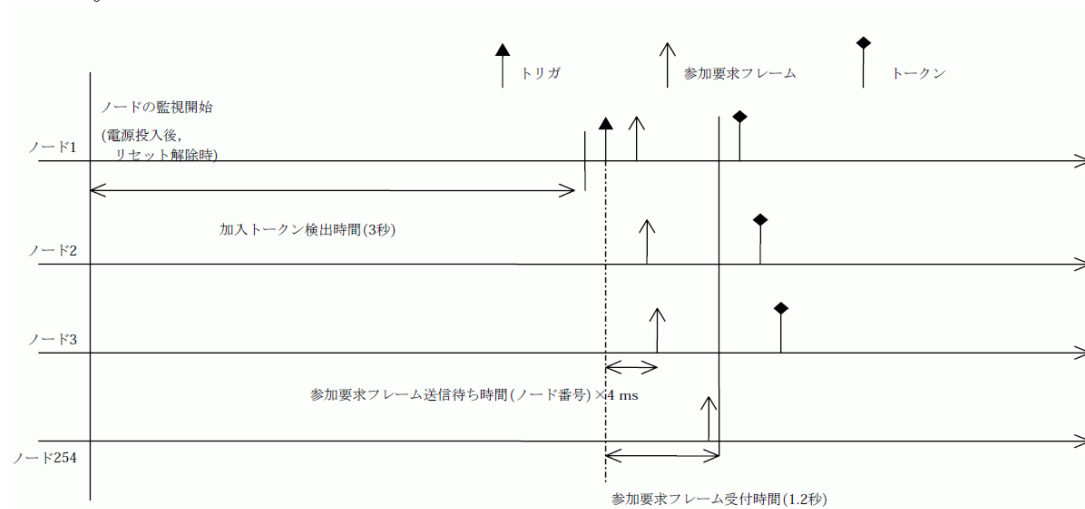 。
トリガ
参加要求フレーム
トークン
ノードの監視開始
(電源投入後,
リセット解除時)
ノード1
加入トークン検出時間(3秒)
ノード2
ノード3
参加要求フレーム送信待ち時間(ノード番号)×4 ms
ノード254
参加要求フレーム受付時間(1.2秒)